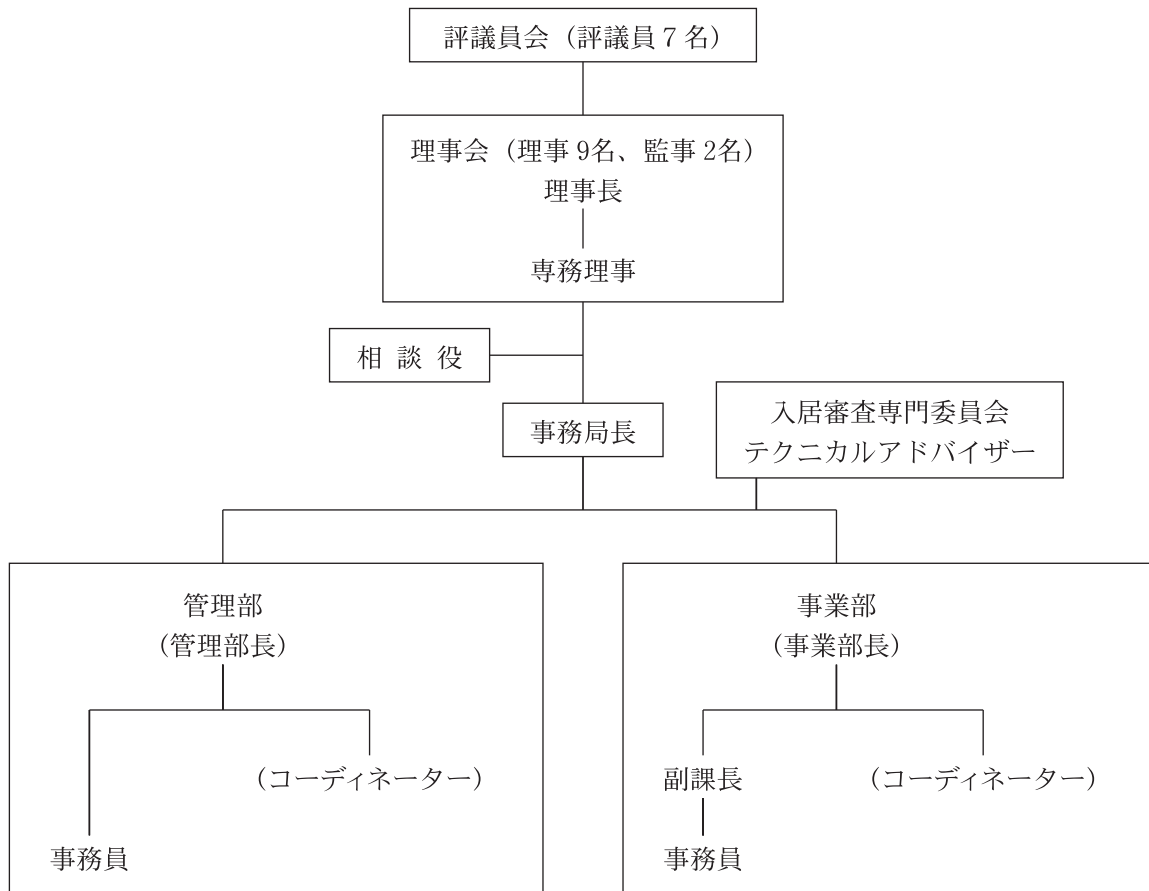 評議員会（評議員７名）
理事会（理事 9名、監事 2名）
理事長
専務理事
相 談 役
事務局長
入居審査専門委員会
テクニカルアドバイザー
管理部
（管理部長）
（コーディネーター）
事務員
事業部
（事業部長）
副課長
（コーディネーター）
事務員